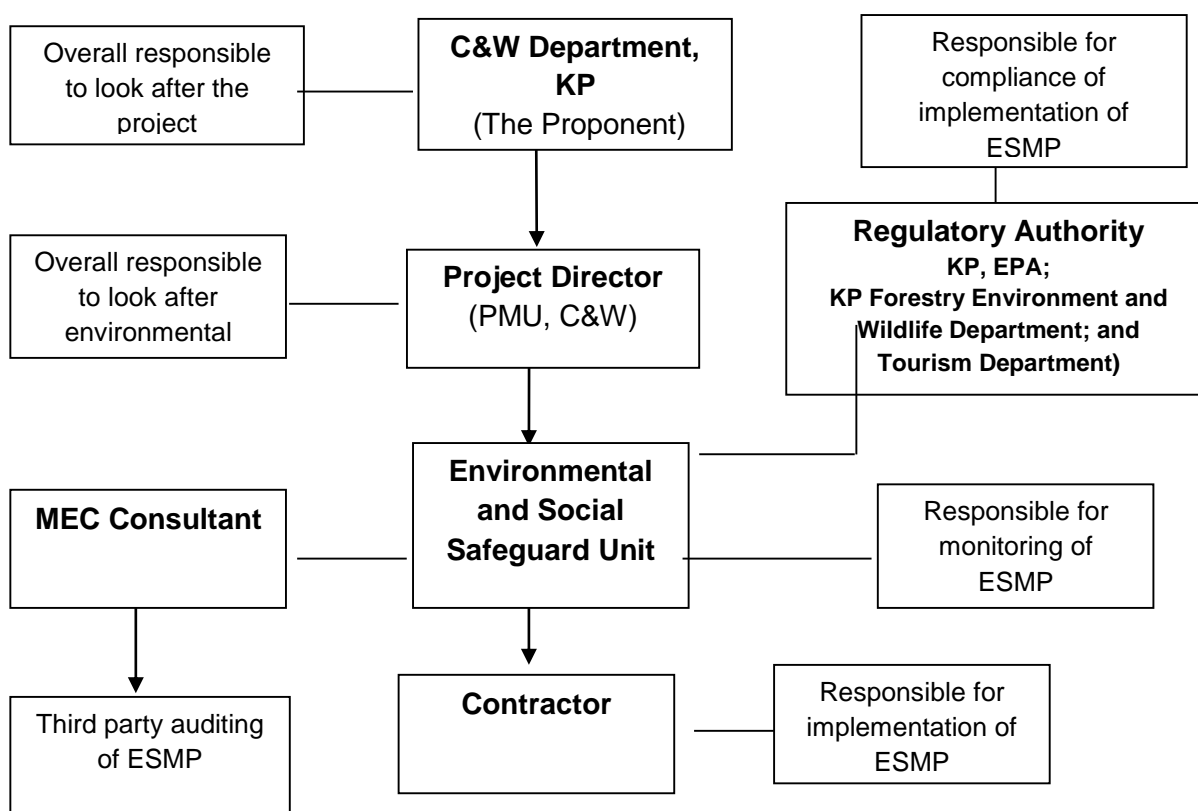 Overall responsible
to look after the
project
C&W Department,
KP
(The Proponent)
Responsible for
compliance of
implementation of
ESMP
Overall responsible
to look after
environmental
Project Director
(PMU, C&W)
Regulatory Authority
KP, EPA;
KP Forestry Environment and
Wildlife Department; and
Tourism Department)
MEC Consultant
Environmental
and Social
Safeguard Unit
Responsible for
monitoring of
ESMP
Third party auditing
of ESMP
Contractor
Responsible for
implementation of
ESMP